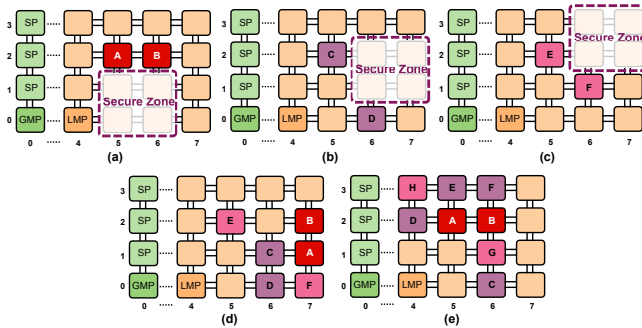 3 SP ..... 
2 SP ..... A B
1 SP ..... Secure Zone
0 GMP ..... LMP
0 ..... 4 5 6 7
(a)
3 SP .....
2 SP ..... C
Secure Zone
1 SP .....
0 GMP ..... LMP D
0 ..... 4 5 6 7
(b)
3 SP .....
Secure Zone
2 SP ..... E
1 SP ..... F
0 GMP ..... LMP
0 ..... 4 5 6 7
(c)
3 SP .....
2 SP ..... E B
1 SP ..... C A
0 GMP ..... LMP D F
0 ..... 4 5 6 7
(d)
3 SP ..... H E F
2 SP ..... D A B
1 SP ..... G
0 GMP ..... LMP C
0 ..... 4 5 6 7
(e)